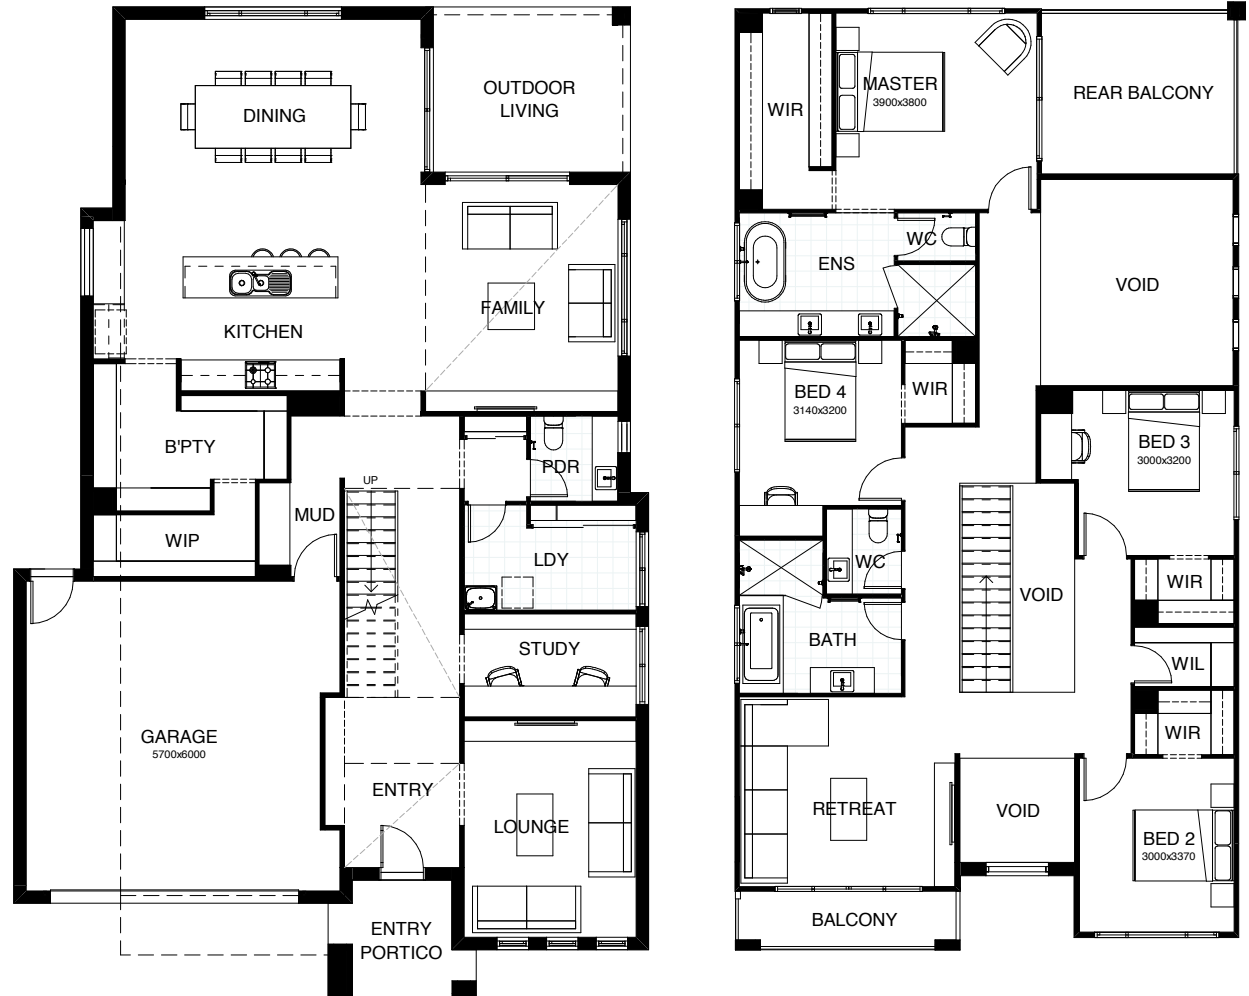 DINING
OUTDOOR
LIVING
FAMILY
KITCHEN
B'PTY
PDR
UP
MUD
WIP
LDY
STUDY
GARAGE
5700x6000
ENTRY
LOUNGE
ENTRY
PORTICO
MASTER
3900x3800
WIR
REAR BALCONY
WC
ENS
VOID
BED 4
3140x3200
WIR
BED 3
3000x3200
WC
WIR
VOID
BATH
WIL
WIR
RETREAT
VOID
BED 2
3000x3370
BALCONY